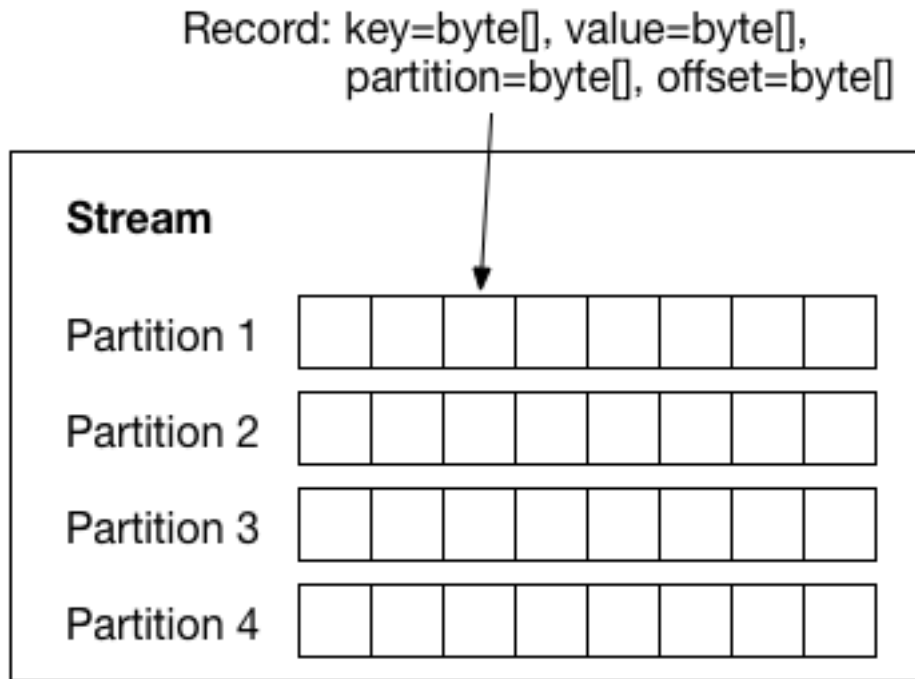 Record: key=byte[], value=byte[],
partition=byte[], offset=byte[]
Stream
Partition 1
Partition 2
Partition 3
Partition 4